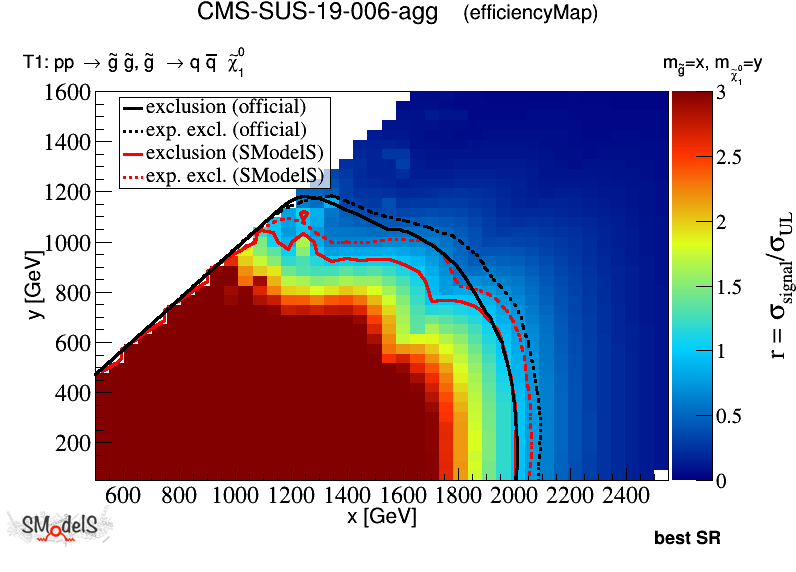 CMS-SUS-19-006-agg (efficiencyMap)
T1: pp → g̃ g̃, g̃ → q q̅ χ̃₁⁰
m_g̃=x, m_χ̃₁⁰=y
exclusion (official)
exp. excl. (official)
exclusion (SModelS)
exp. excl. (SModelS)
1600
1400
1200
1000
800
600
400
200
y [GeV]
600 800 1000 1200 1400 1600 1800 2000 2200 2400
x [GeV]
3
2.5
2
1.5
1
0.5
0
r = σ_signal/σ_UL
SModelS
best SR